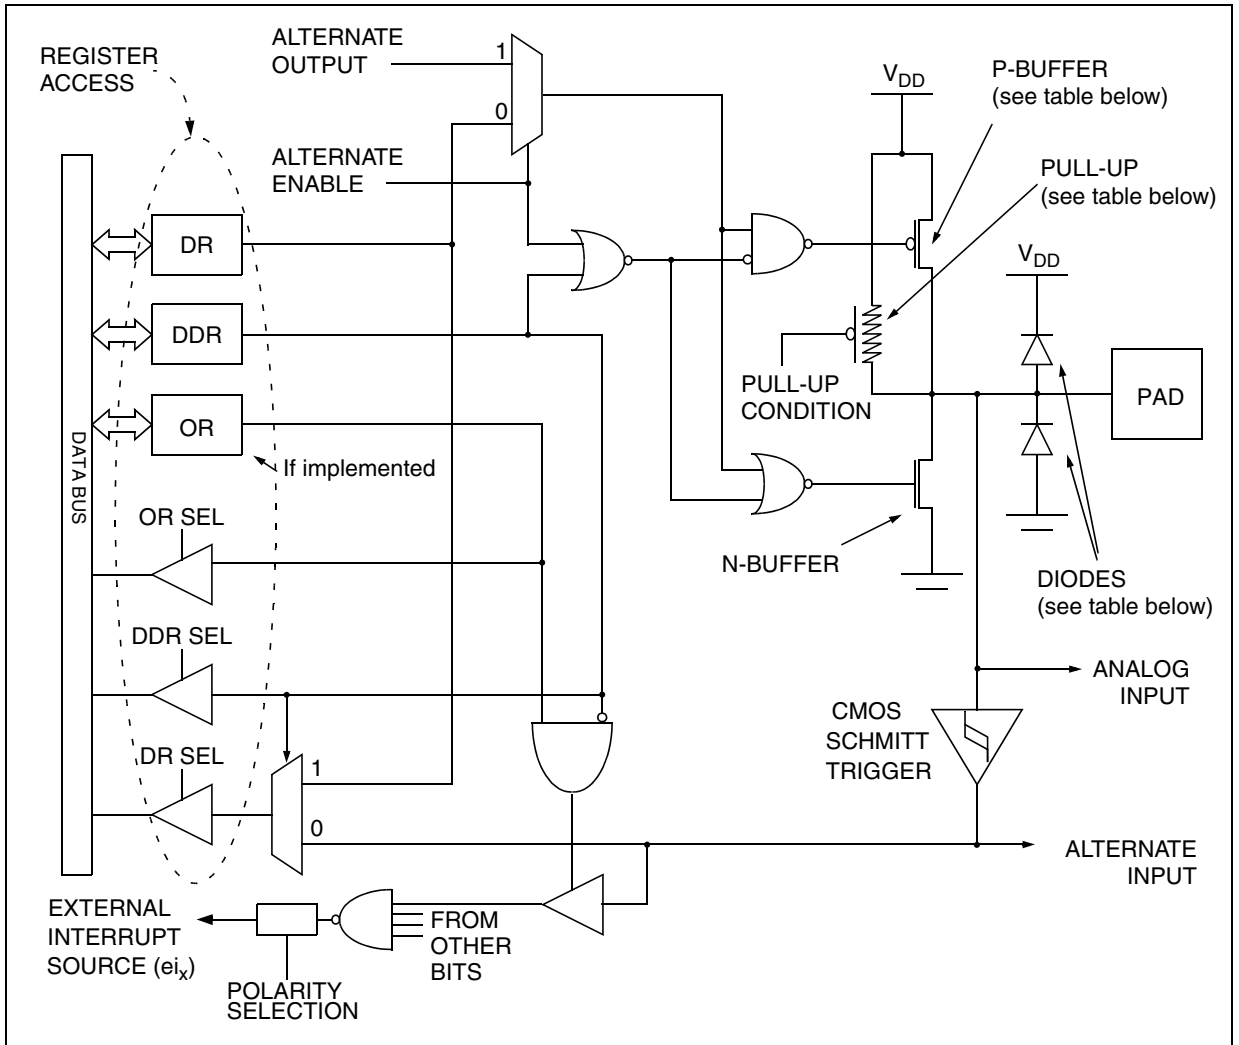 REGISTER
ACCESS
ALTERNATE
OUTPUT
1
0
ALTERNATE
ENABLE
VDD
P-BUFFER
(see table below)
PULL-UP
(see table below)
VDD
DR
DDR
OR
If implemented
DATA BUS
PULL-UP
CONDITION
PAD
N-BUFFER
DIODES
(see table below)
OR SEL
DDR SEL
DR SEL
1
0
ANALOG
INPUT
CMOS
SCHMITT
TRIGGER
ALTERNATE
INPUT
EXTERNAL
INTERRUPT
SOURCE (eix)
POLARITY
SELECTION
FROM
OTHER
BITS